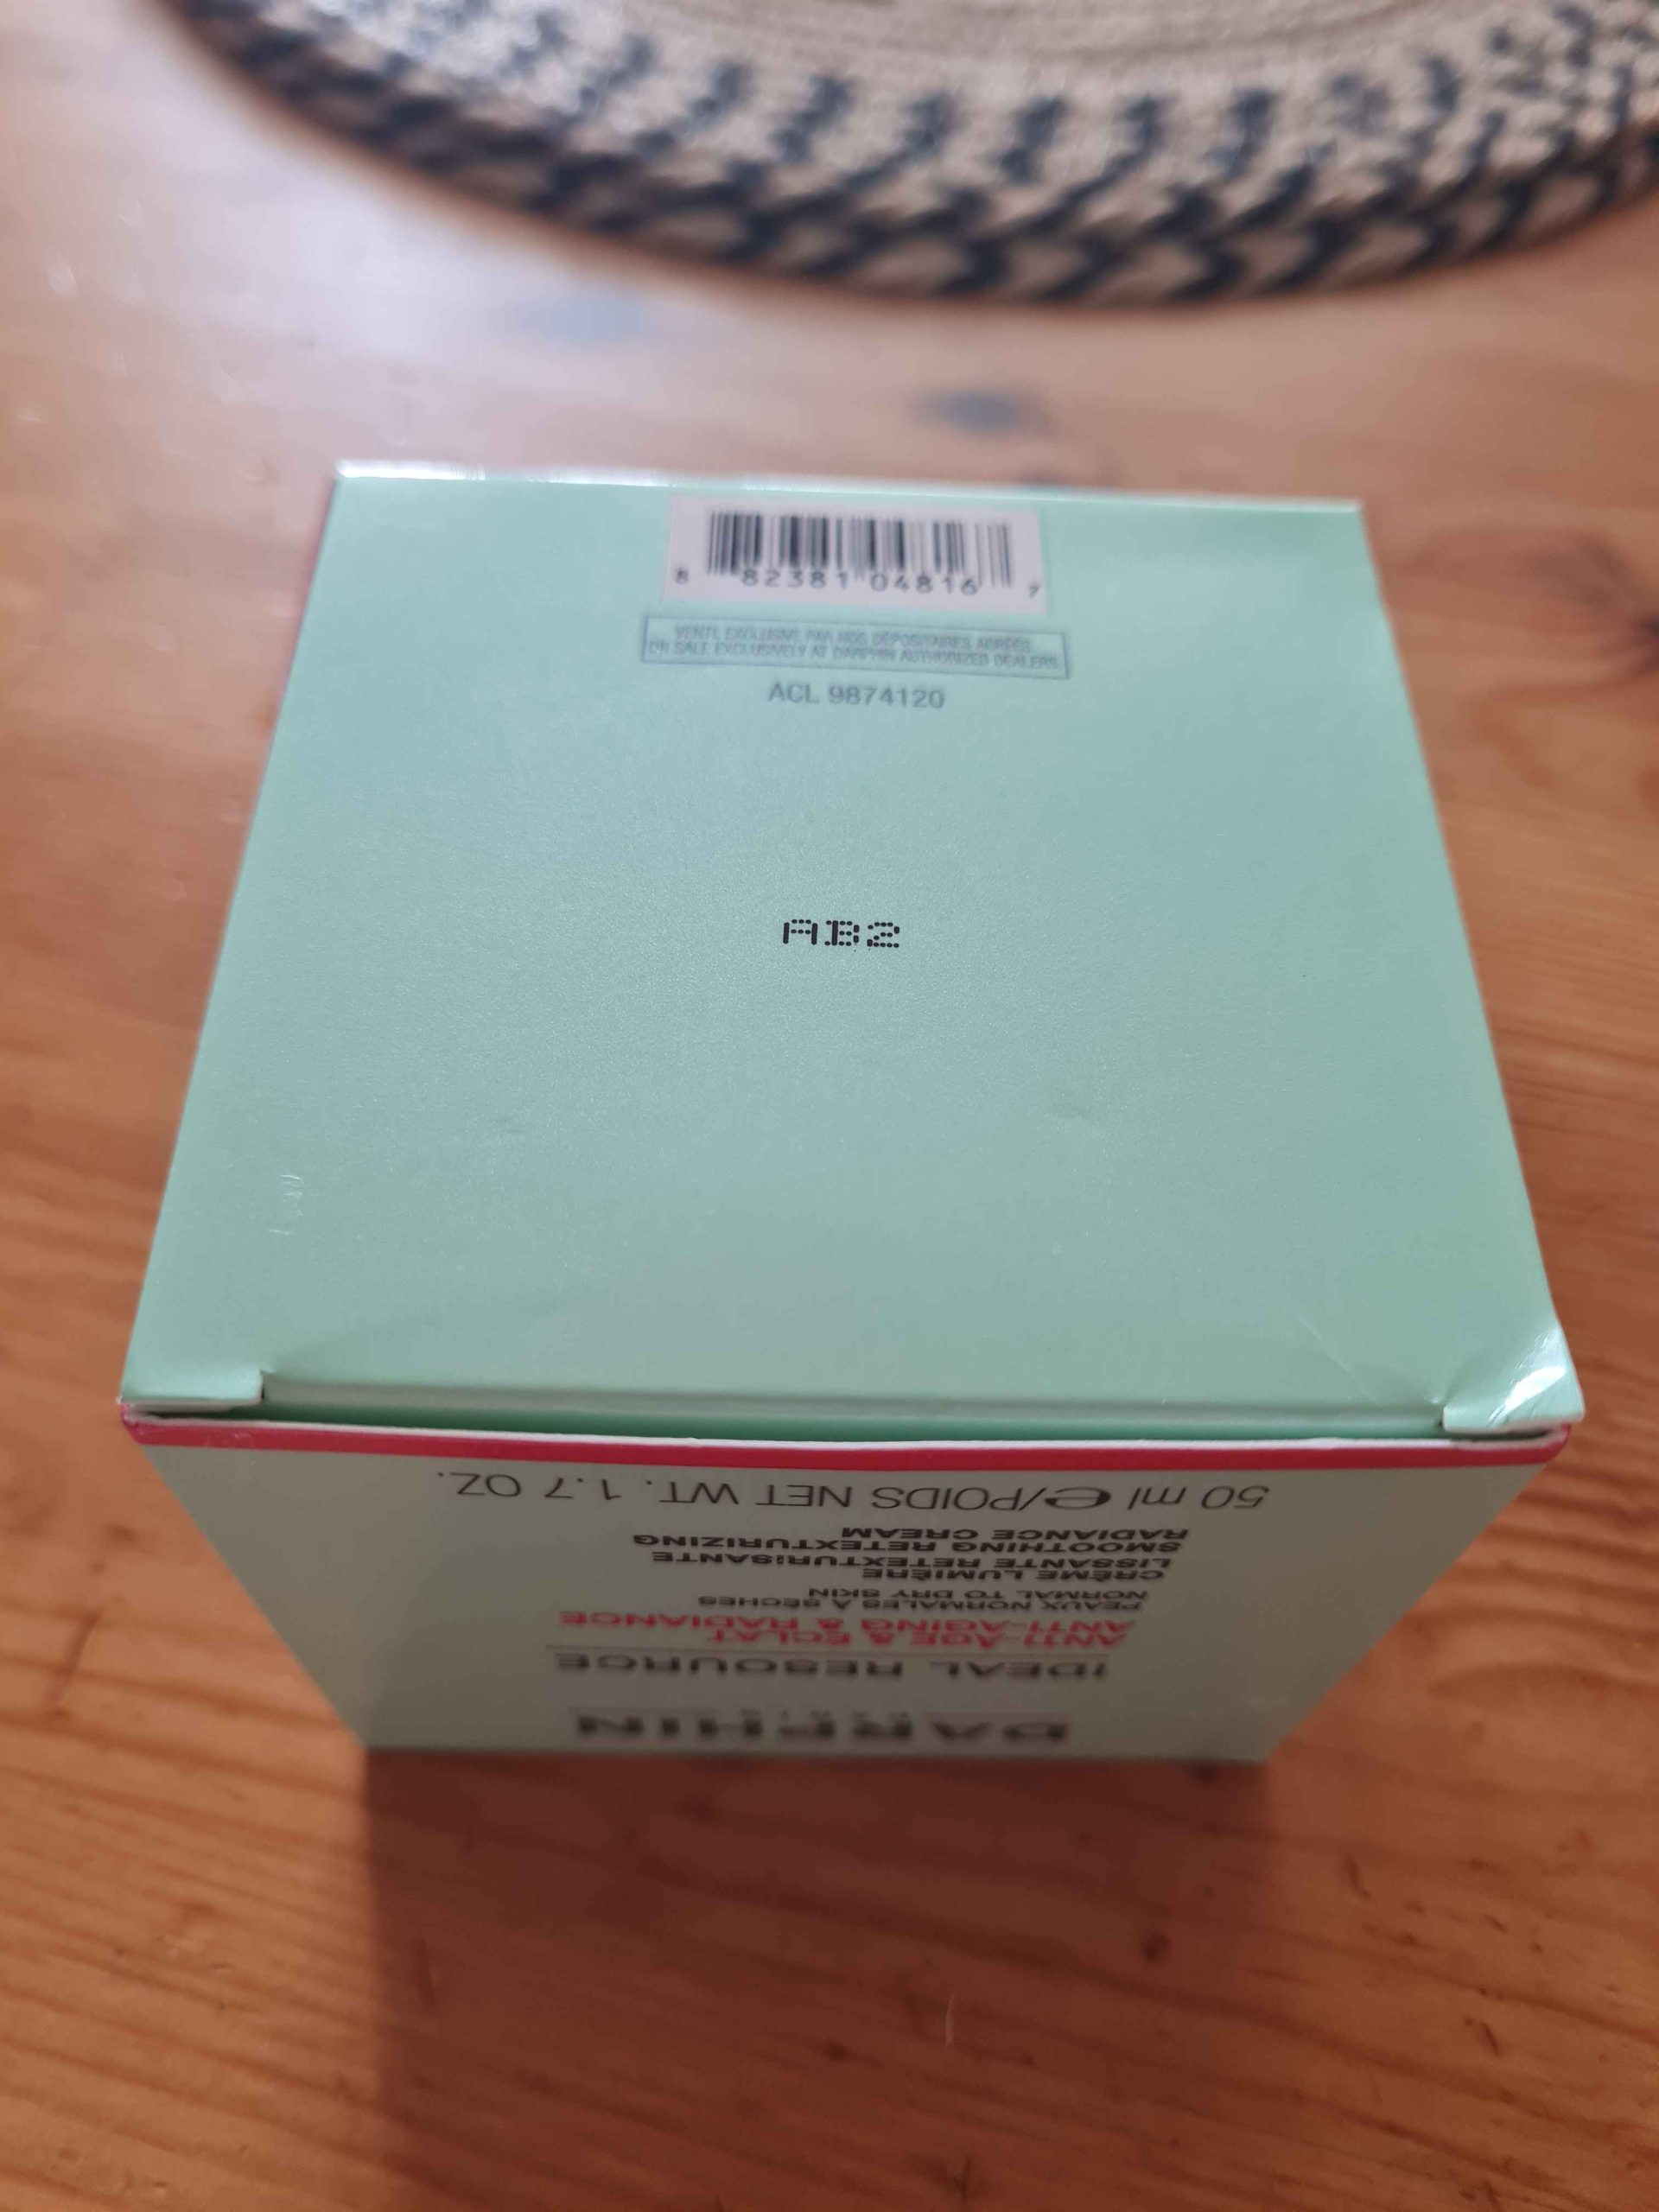 8 82381 04816 7
VENTE EXCLUSIVE PAR NOS DÉPOSITAIRES AGRÉÉS
ON SALE EXCLUSIVELY AT DARPHIN AUTHORIZED DEALERS
ACL 9874120
AB2
DARPHIN
PARIS
IDEAL RESOURCE
ANTI-ÂGE & ÉCLAT
ANTI-AGING & RADIANCE
PEAUX NORMALES À SÈCHES
NORMAL TO DRY SKIN
CRÈME LUMIÈRE
LISSANTE RETEXTURISANTE
SMOOTHING RETEXTURIZING
RADIANCE CREAM
50 ml ℮/POIDS NET WT. 1.7 OZ.